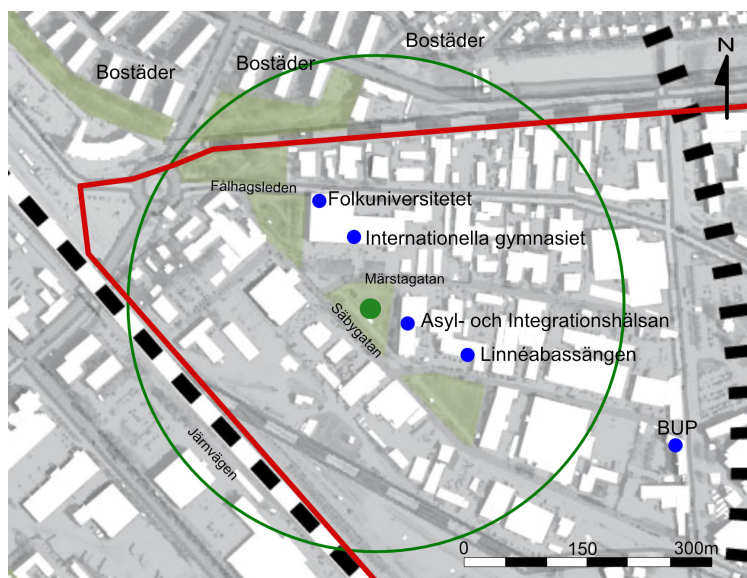 Bostäder
Bostäder
Bostäder
N
Fålhagsleden
Folkuniversitetet
Internationella gymnasiet
Märstagatan
Säbygatan
Asyl- och Integrationshälsan
Linnéabassängen
Järnvägen
BUP
0 150 300m